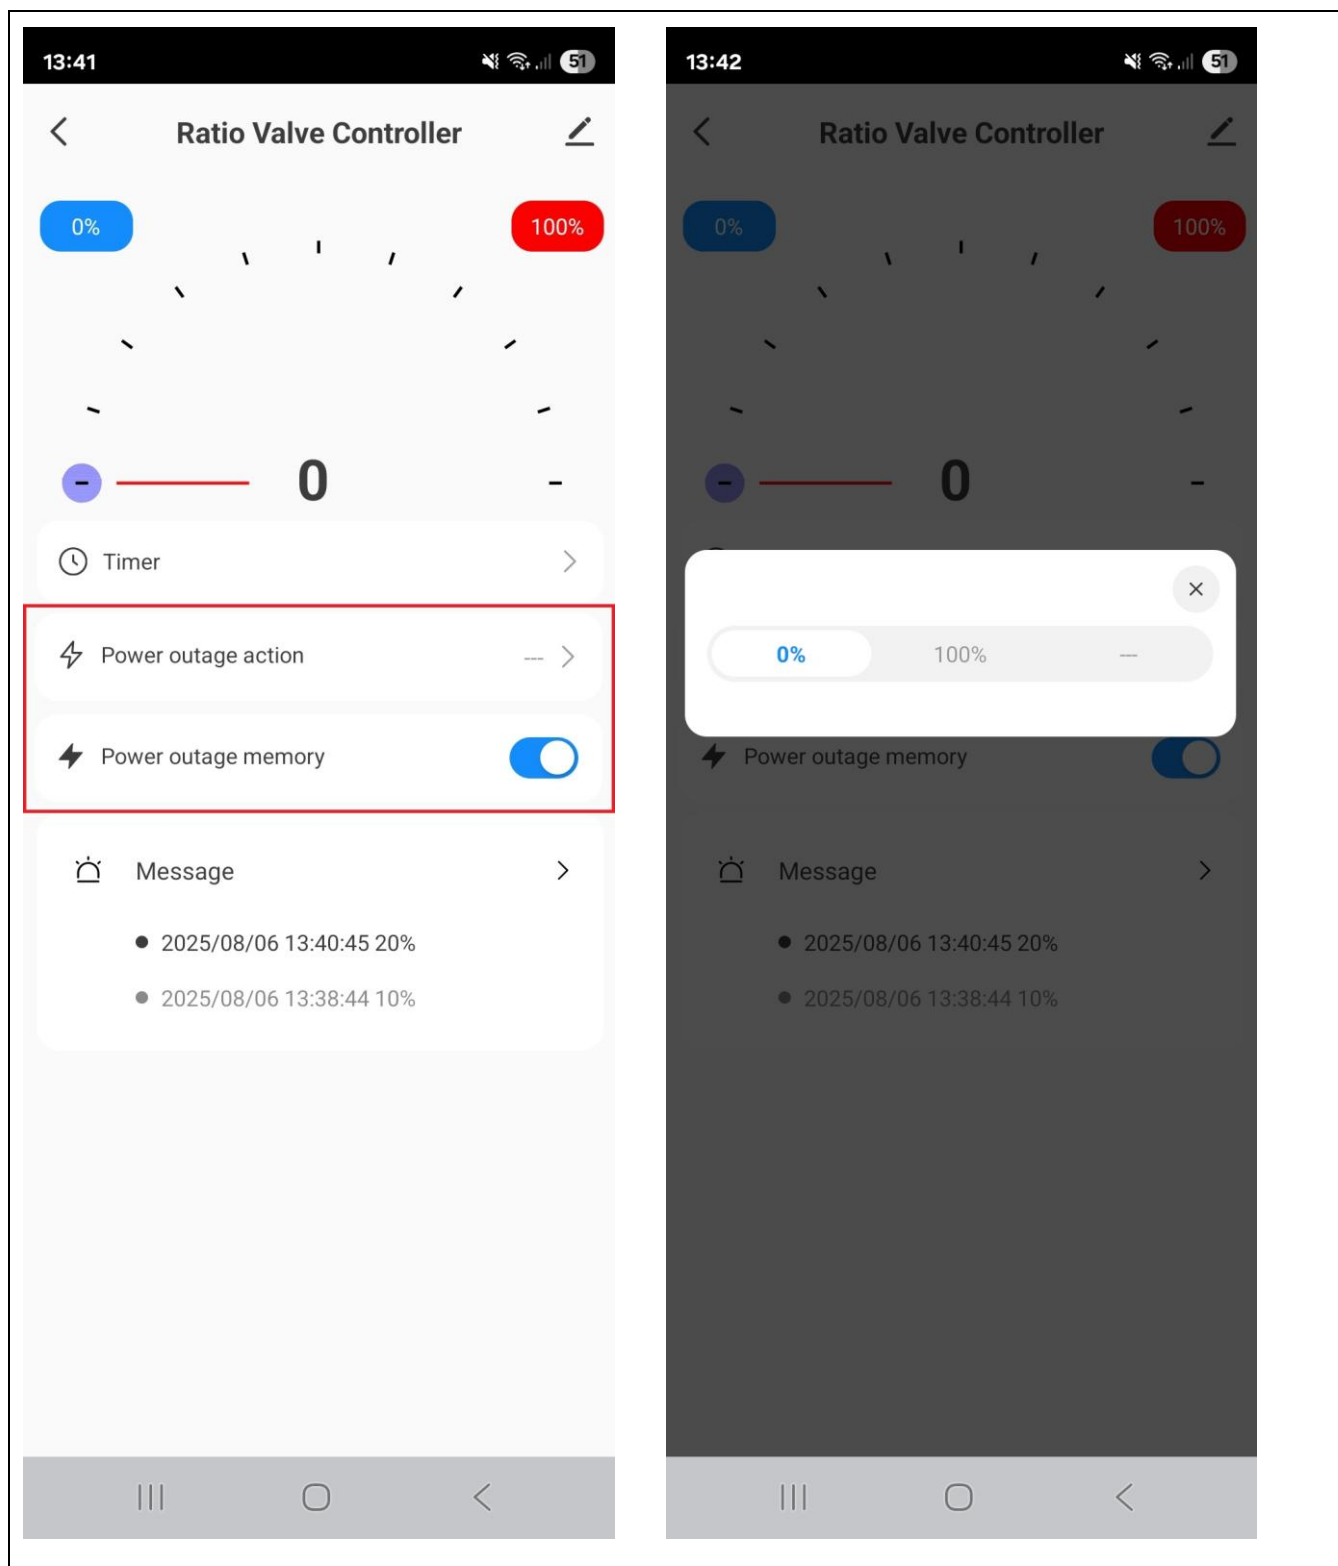 13:41
51
Ratio Valve Controller
0%
100%
0
Timer
Power outage action
---
Power outage memory
Message
2025/08/06 13:40:45 20%
2025/08/06 13:38:44 10%
13:42
51
Ratio Valve Controller
0%
100%
0
0%
100%
---
Power outage memory
Message
2025/08/06 13:40:45 20%
2025/08/06 13:38:44 10%